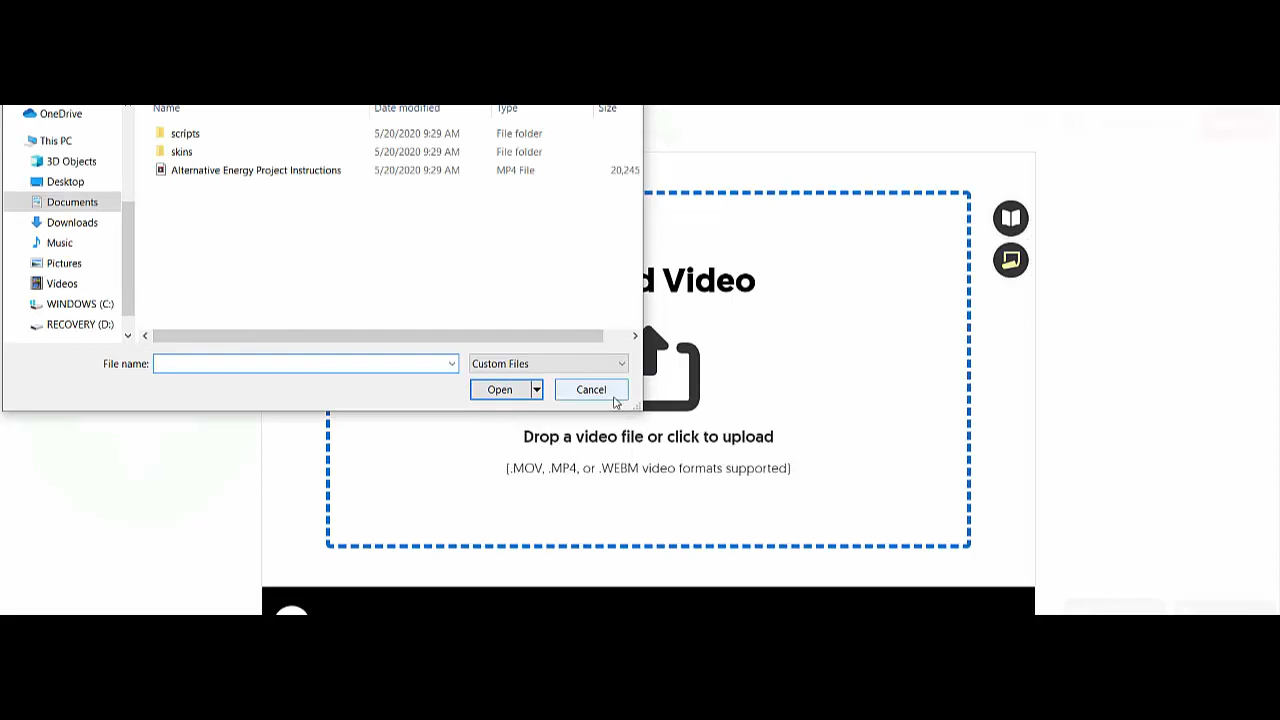 Name Date modified Type Size
OneDrive
This PC
3D Objects
Desktop
Documents
Downloads
Music
Pictures
Videos
WINDOWS (C:)
RECOVERY (D:)
scripts 5/20/2020 9:29 AM File folder
skins 5/20/2020 9:29 AM File folder
Alternative Energy Project Instructions 5/20/2020 9:29 AM MP4 File 20,245
File name: Custom Files
Open Cancel
d Video
Drop a video file or click to upload
(.MOV, .MP4, or .WEBM video formats supported)